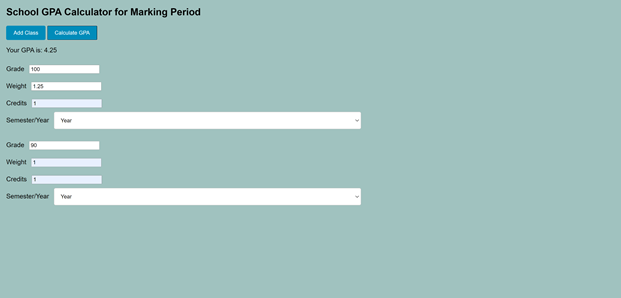 School GPA Calculator for Marking Period
Add Class Calculate GPA
Your GPA is: 4.25
Grade 100
Weight 1.25
Credits 1
Semester/Year Year
Grade 90
Weight 1
Credits 1
Semester/Year Year